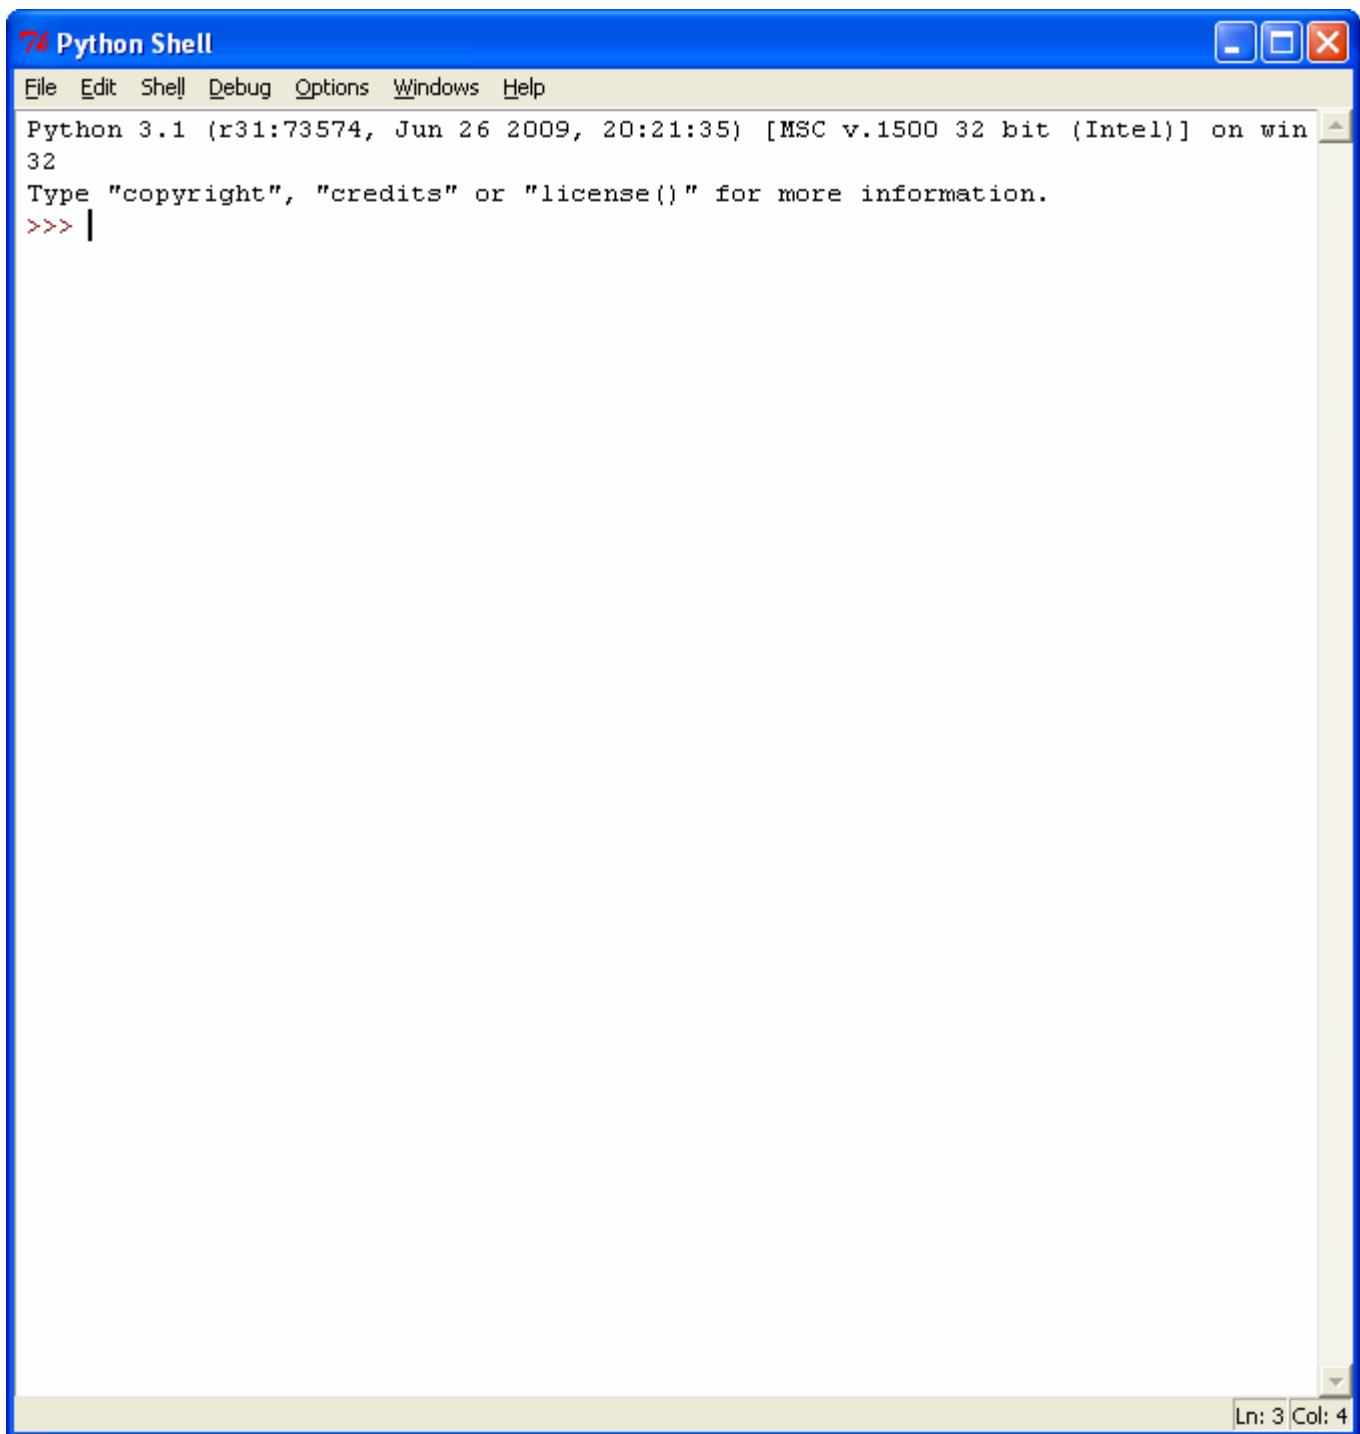 Python Shell
File Edit Shell Debug Options Windows Help
Python 3.1 (r31:73574, Jun 26 2009, 20:21:35) [MSC v.1500 32 bit (Intel)] on win
32
Type "copyright", "credits" or "license()" for more information.
>>>
Ln: 3 Col: 4